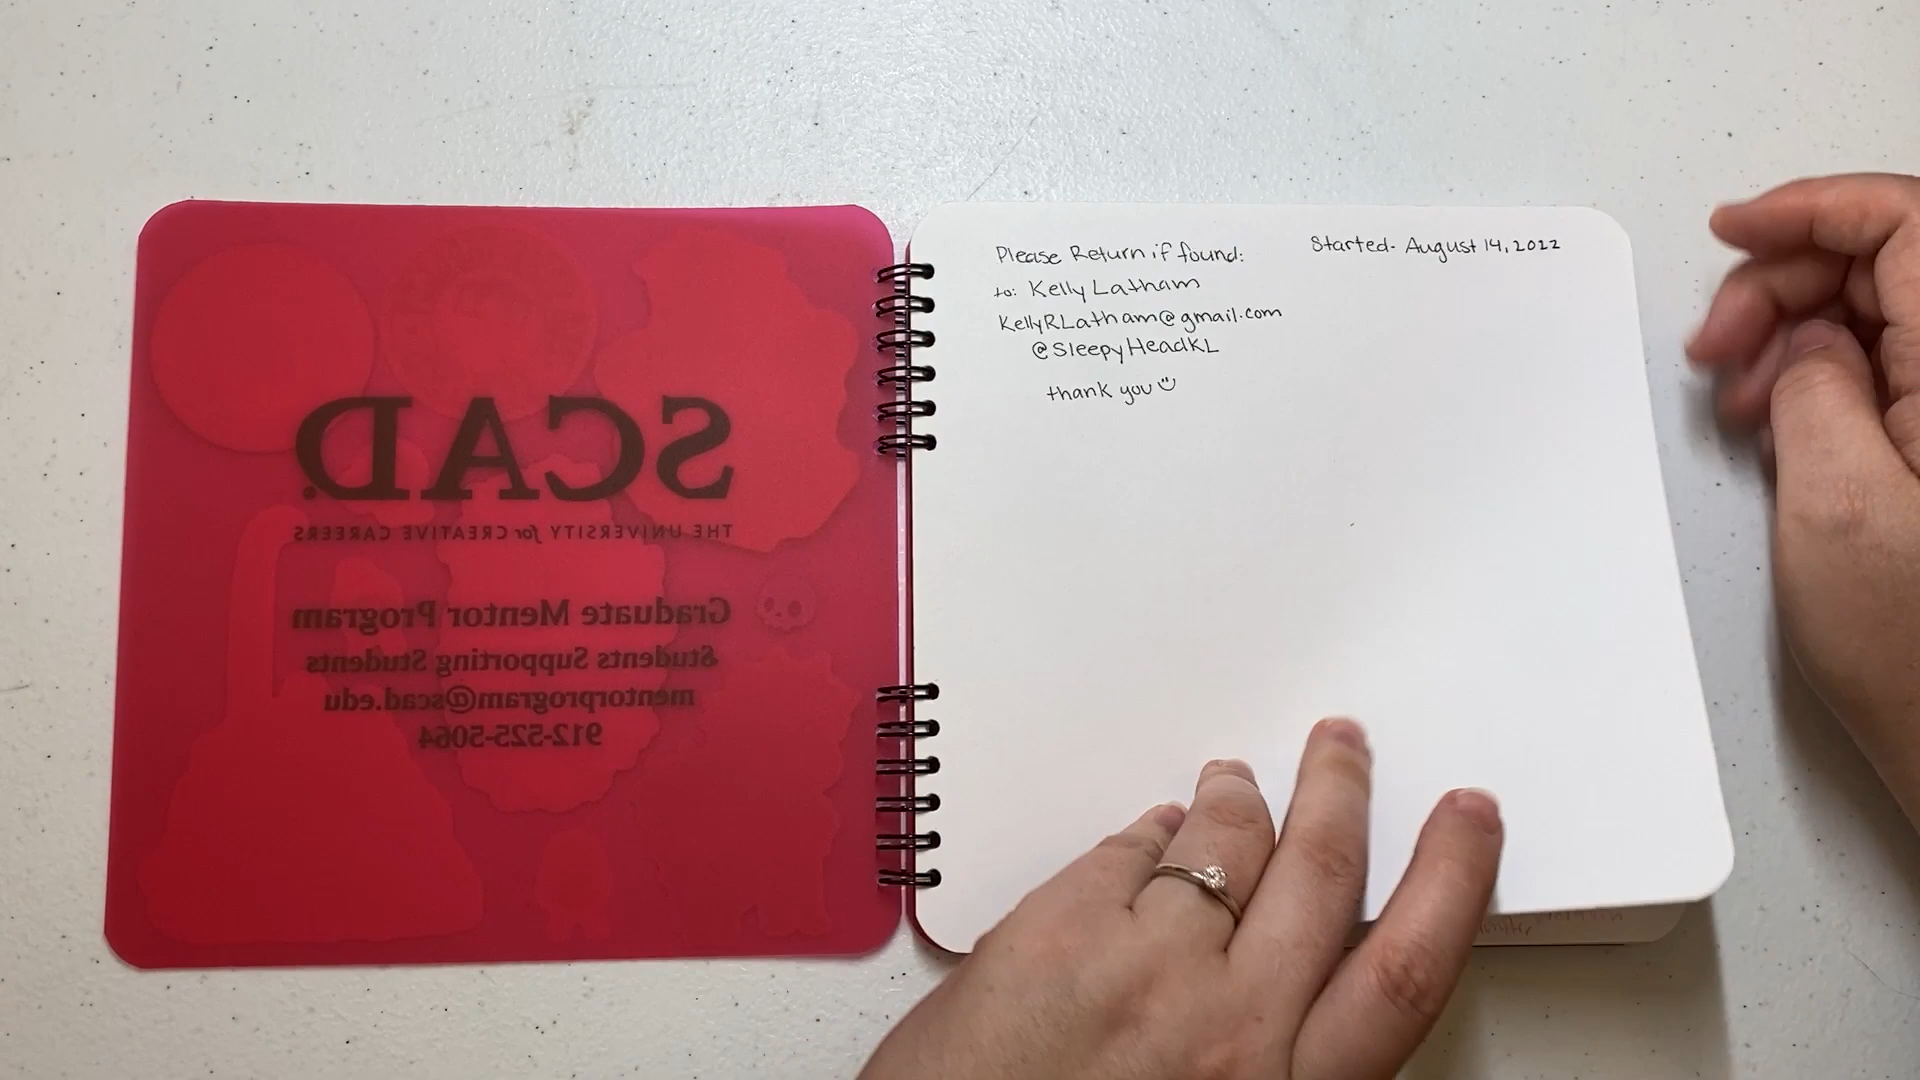 SCAD.
THE UNIVERSITY for CREATIVE CAREERS
Graduate Mentor Program
Students Supporting Students
mentorprogram@scad.edu
912-525-5064
Please Return if found:
to: Kelly Latham
KellyRLatham@gmail.com
@SleepyHeadKL
thank you
Started- August 14, 2022